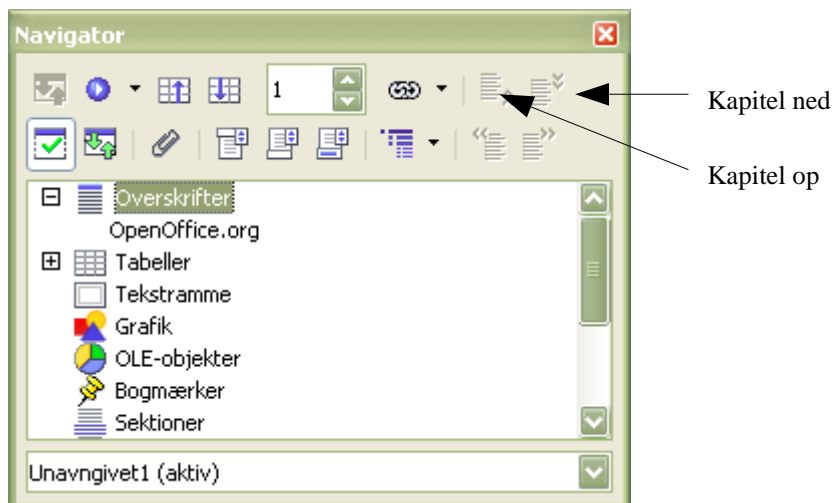 Navigator
1
Kapitel ned
Kapitel op
Overskrifter
OpenOffice.org
Tabeller
Tekstramme
Grafik
OLE-objekter
Bogmærker
Sektioner
Unavngivet1 (aktiv)